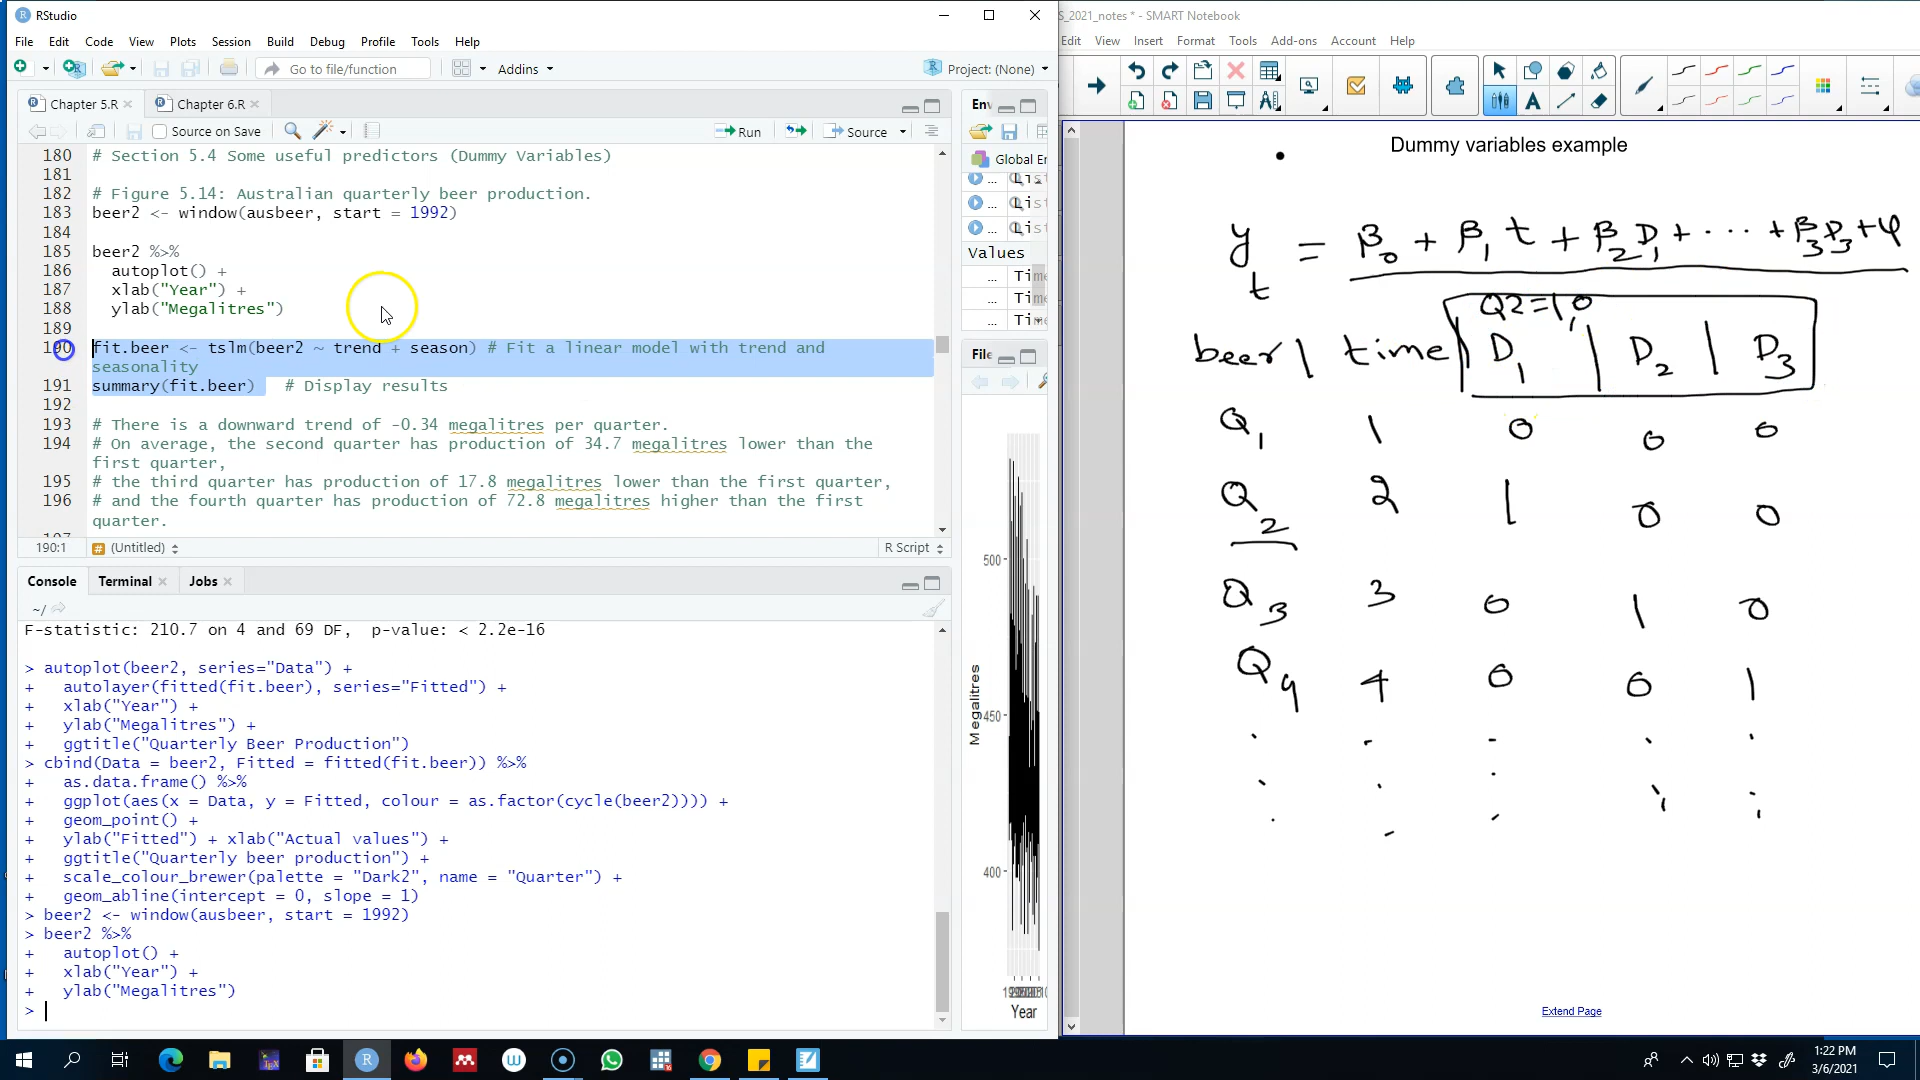 RStudio
File Edit Code View Plots Session Build Debug Profile Tools Help
Go to file/function Addins Project: (None)
Chapter 5.R Chapter 6.R
Source on Save Run Source
180 # Section 5.4 Some useful predictors (Dummy Variables)
181
182 # Figure 5.14: Australian quarterly beer production.
183 beer2 <- window(ausbeer, start = 1992)
184
185 beer2 %>%
186 autoplot() +
187 xlab("Year") +
188 ylab("Megalitres")
189
190 fit.beer <- tslm(beer2 ~ trend + season) # Fit a linear model with trend and
seasonality
191 summary(fit.beer) # Display results
192
193 # There is a downward trend of -0.34 megalitres per quarter.
194 # On average, the second quarter has production of 34.7 megalitres lower than the
first quarter,
195 # the third quarter has production of 17.8 megalitres lower than the first quarter,
196 # and the fourth quarter has production of 72.8 megalitres higher than the first
quarter.
190:1 (Untitled) R Script
Console Terminal Jobs
~/
F-statistic: 210.7 on 4 and 69 DF, p-value: < 2.2e-16
> autoplot(beer2, series="Data") +
+ autolayer(fitted(fit.beer), series="Fitted") +
+ xlab("Year") +
+ ylab("Megalitres") +
+ ggtitle("Quarterly Beer Production")
> cbind(Data = beer2, Fitted = fitted(fit.beer)) %>%
+ as.data.frame() %>%
+ ggplot(aes(x = Data, y = Fitted, colour = as.factor(cycle(beer2)))) +
+ geom_point() +
+ ylab("Fitted") + xlab("Actual values") +
+ ggtitle("Quarterly beer production") +
+ scale_colour_brewer(palette = "Dark2", name = "Quarter") +
+ geom_abline(intercept = 0, slope = 1)
> beer2 <- window(ausbeer, start = 1992)
> beer2 %>%
+ autoplot() +
+ xlab("Year") +
+ ylab("Megalitres")
>
Env
Global Er
... List
... List
... List
Values
... Tim
... Tim
... Tim
File
Megalitres
500
450
400
Year
S_2021_notes * - SMART Notebook
Edit View Insert Format Tools Add-ons Account Help
Dummy variables example
y t = β0 + β1 t + β2 D1 + ... + β3 D3 + φ
Q2=1,0
beer | time | D1 | D2 | D3
Q1 1 0 0 0
Q2 2 1 0 0
Q3 3 0 1 0
Q4 4 0 0 1
Extend Page
1:22 PM
3/6/2021